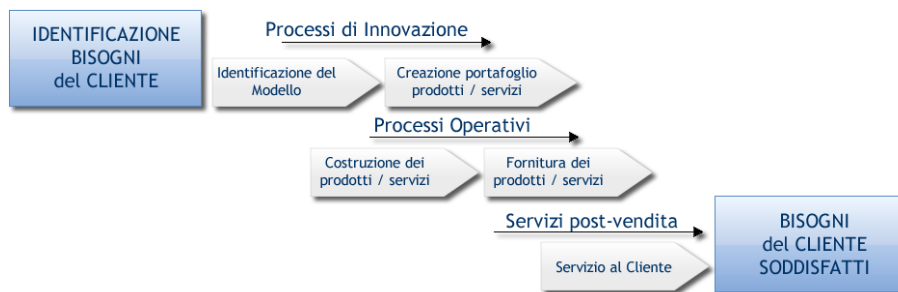 IDENTIFICAZIONE
BISOGNI
del CLIENTE
Processi di Innovazione
Identificazione del
Modello
Creazione portafoglio
prodotti / servizi
Processi Operativi
Costruzione dei
prodotti / servizi
Fornitura dei
prodotti / servizi
Servizi post-vendita
Servizio al Cliente
BISOGNI
del CLIENTE
SODDISFATTI